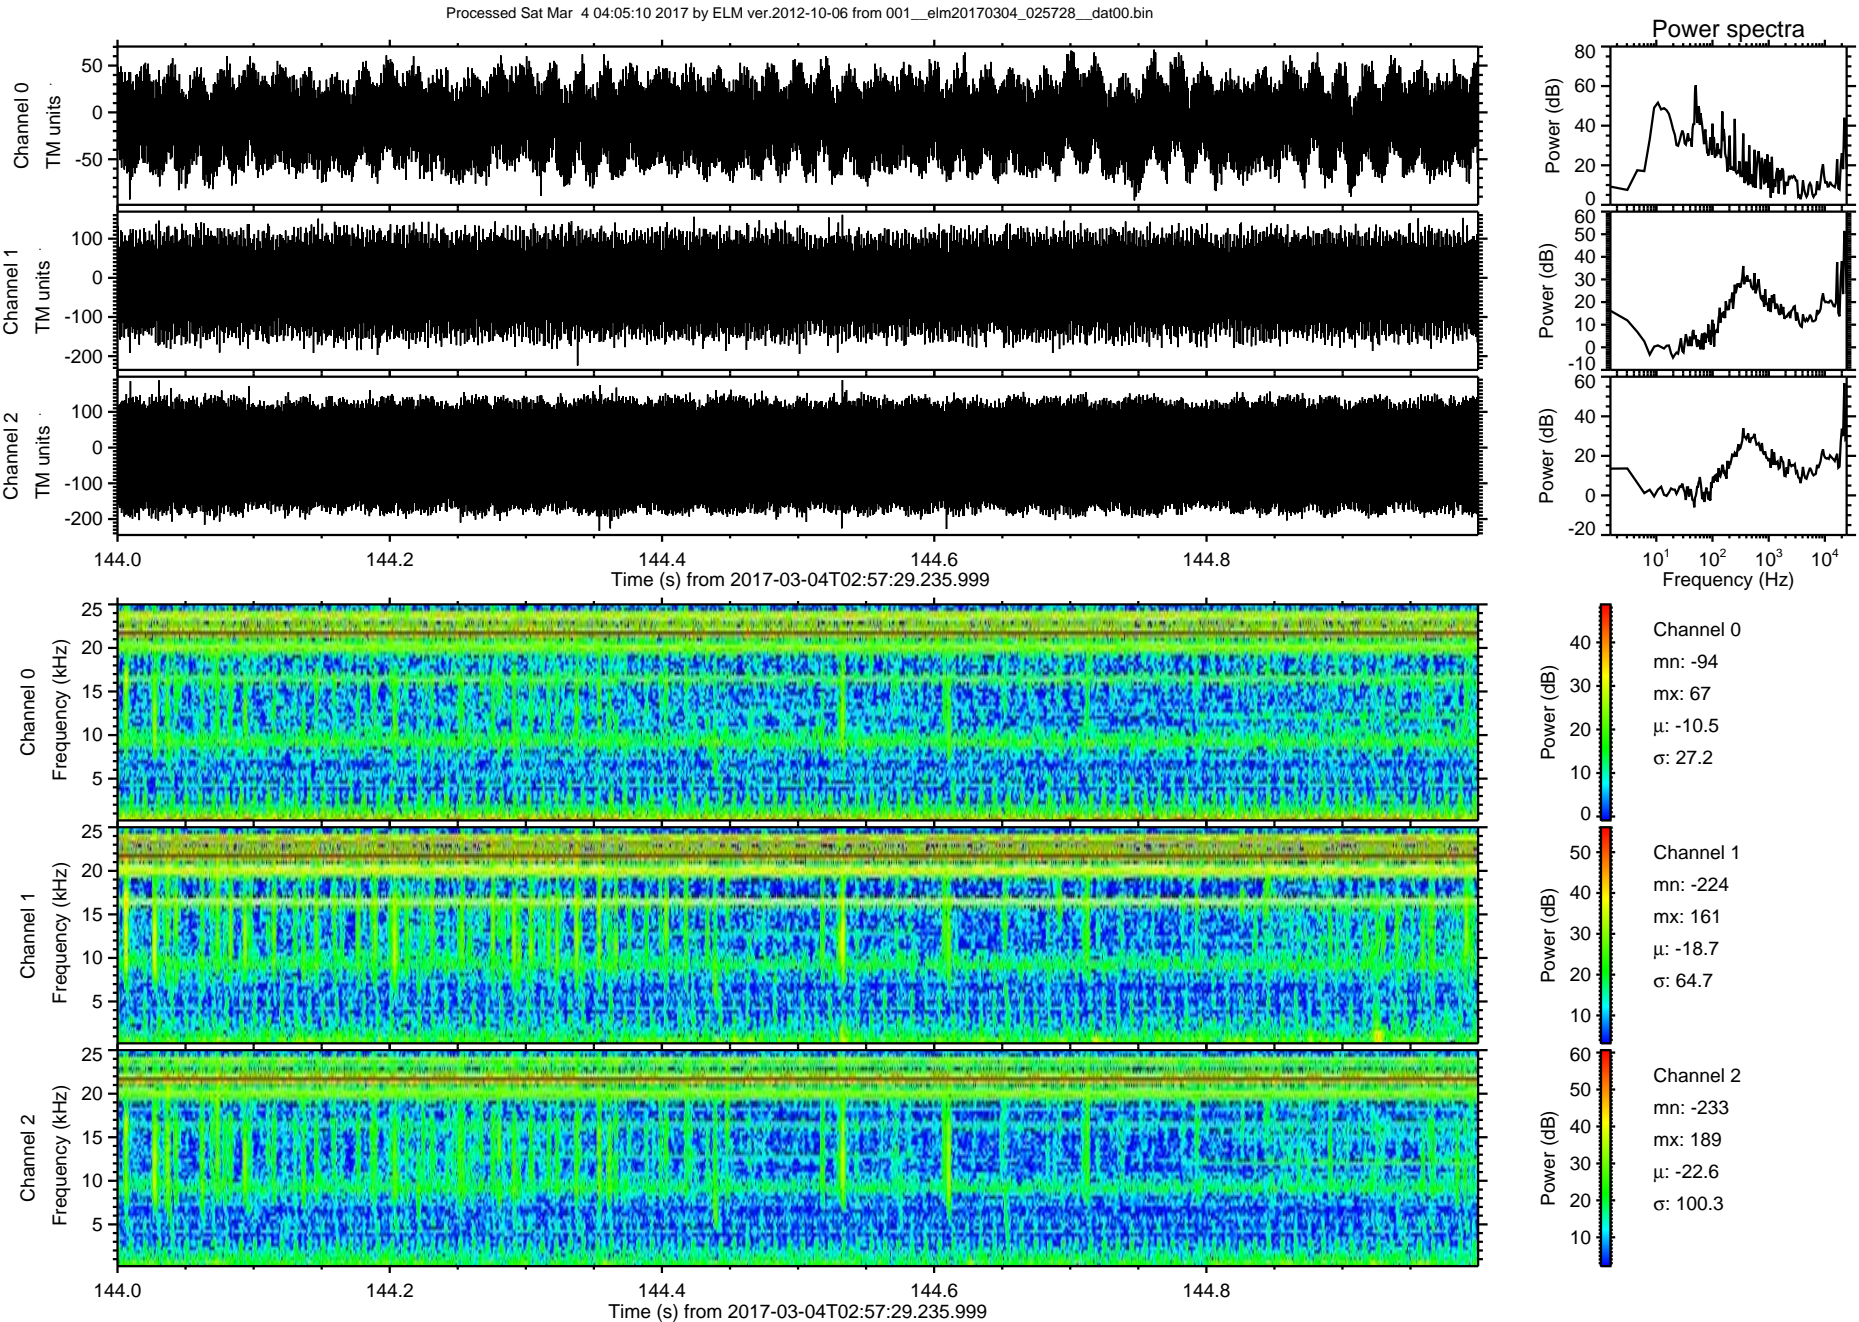 Processed Sat Mar  4 04:05:10 2017 by ELM ver.2012-10-06 from 001__elm20170304_025728__dat00.bin
Power spectra
Channel 0
TM units
50
0
-50
Power (dB)
80
60
40
20
0
Channel 1
TM units
100
0
-100
-200
Power (dB)
60
50
40
30
20
10
0
-10
Channel 2
TM units
100
0
-100
-200
Power (dB)
60
40
20
0
-20
144.0 144.2 144.4 144.6 144.8
Time (s) from 2017-03-04T02:57:29.235.999
10^1 10^2 10^3 10^4
Frequency (Hz)
Channel 0
Frequency (kHz)
25
20
15
10
5
Power (dB)
40
30
20
10
0
Channel 0
mn: -94
mx: 67
μ: -10.5
σ: 27.2
Channel 1
Frequency (kHz)
25
20
15
10
5
Power (dB)
50
40
30
20
10
Channel 1
mn: -224
mx: 161
μ: -18.7
σ: 64.7
Channel 2
Frequency (kHz)
25
20
15
10
5
Power (dB)
60
50
40
30
20
10
Channel 2
mn: -233
mx: 189
μ: -22.6
σ: 100.3
144.0 144.2 144.4 144.6 144.8
Time (s) from 2017-03-04T02:57:29.235.999